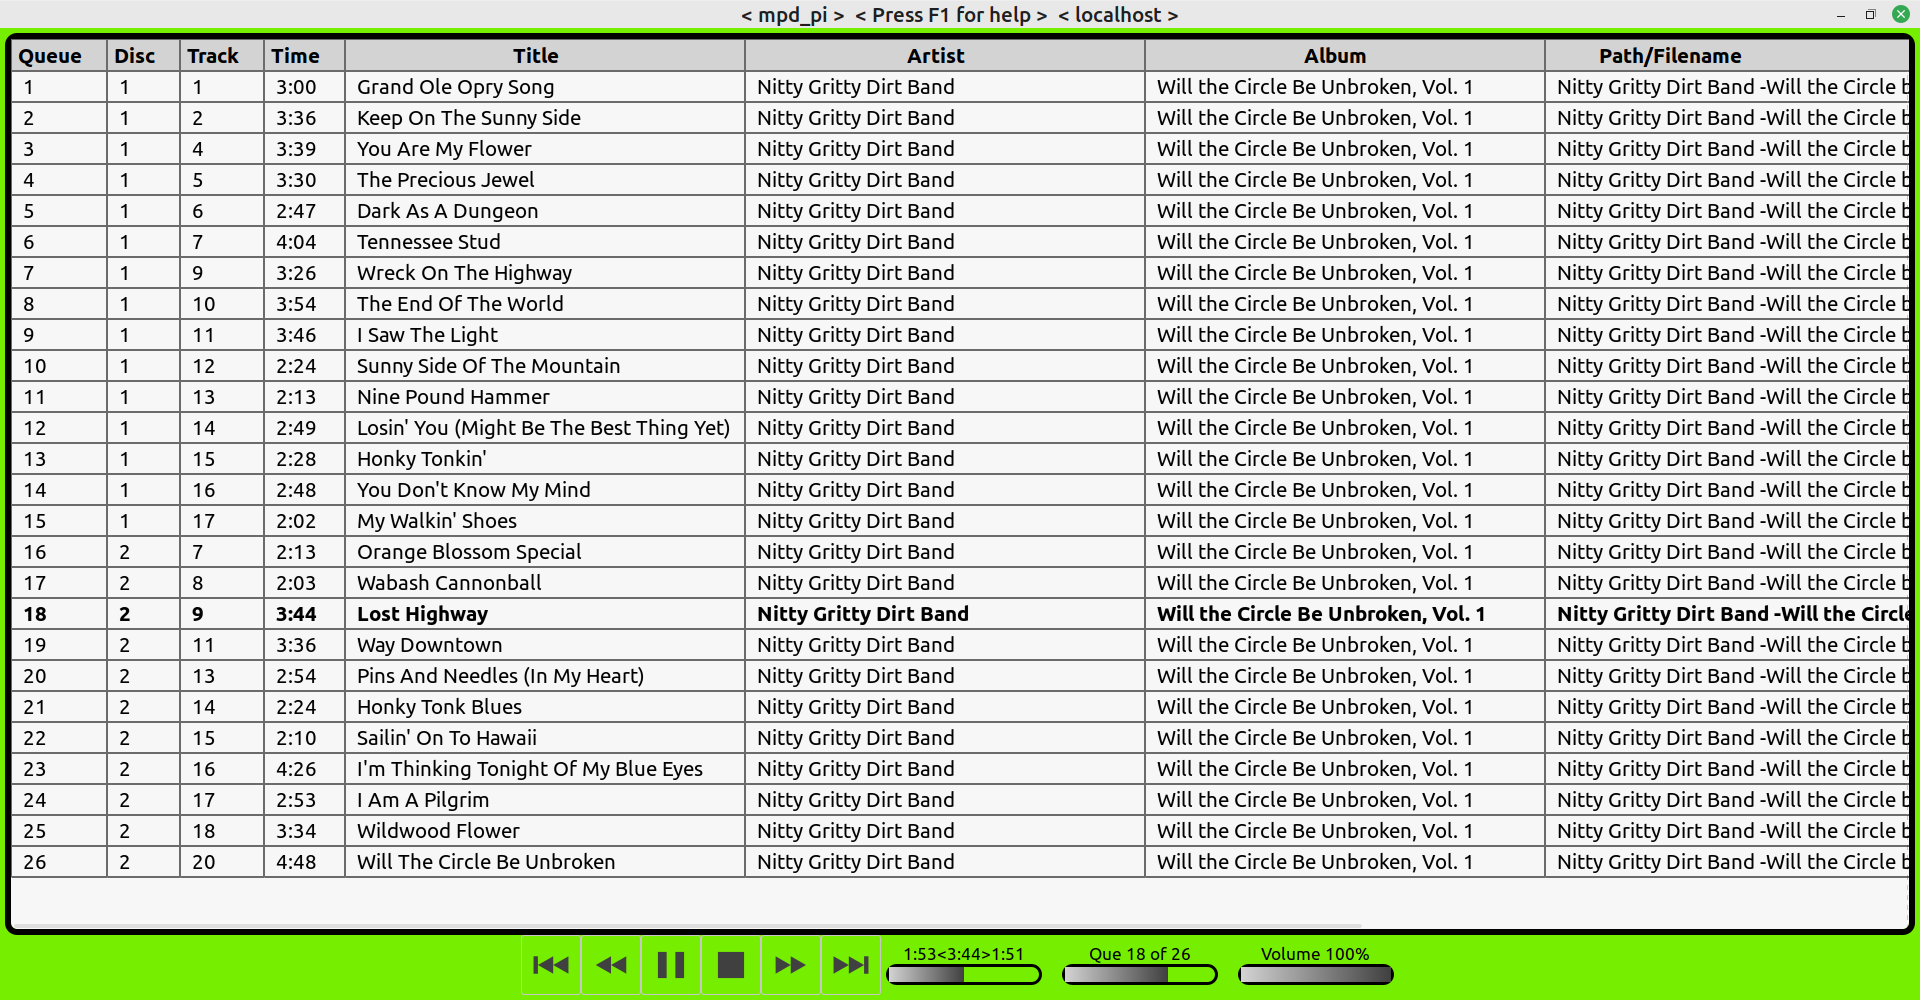 < mpd_pi > < Press F1 for help > < localhost >
Queue Disc Track Time Title Artist Album Path/Filename
1 1 1 3:00 Grand Ole Opry Song Nitty Gritty Dirt Band Will the Circle Be Unbroken, Vol. 1 Nitty Gritty Dirt Band -Will the Circle
2 1 2 3:36 Keep On The Sunny Side Nitty Gritty Dirt Band Will the Circle Be Unbroken, Vol. 1 Nitty Gritty Dirt Band -Will the Circle
3 1 4 3:39 You Are My Flower Nitty Gritty Dirt Band Will the Circle Be Unbroken, Vol. 1 Nitty Gritty Dirt Band -Will the Circle
4 1 5 3:30 The Precious Jewel Nitty Gritty Dirt Band Will the Circle Be Unbroken, Vol. 1 Nitty Gritty Dirt Band -Will the Circle
5 1 6 2:47 Dark As A Dungeon Nitty Gritty Dirt Band Will the Circle Be Unbroken, Vol. 1 Nitty Gritty Dirt Band -Will the Circle
6 1 7 4:04 Tennessee Stud Nitty Gritty Dirt Band Will the Circle Be Unbroken, Vol. 1 Nitty Gritty Dirt Band -Will the Circle
7 1 9 3:26 Wreck On The Highway Nitty Gritty Dirt Band Will the Circle Be Unbroken, Vol. 1 Nitty Gritty Dirt Band -Will the Circle
8 1 10 3:54 The End Of The World Nitty Gritty Dirt Band Will the Circle Be Unbroken, Vol. 1 Nitty Gritty Dirt Band -Will the Circle
9 1 11 3:46 I Saw The Light Nitty Gritty Dirt Band Will the Circle Be Unbroken, Vol. 1 Nitty Gritty Dirt Band -Will the Circle
10 1 12 2:24 Sunny Side Of The Mountain Nitty Gritty Dirt Band Will the Circle Be Unbroken, Vol. 1 Nitty Gritty Dirt Band -Will the Circle
11 1 13 2:13 Nine Pound Hammer Nitty Gritty Dirt Band Will the Circle Be Unbroken, Vol. 1 Nitty Gritty Dirt Band -Will the Circle
12 1 14 2:49 Losin' You (Might Be The Best Thing Yet) Nitty Gritty Dirt Band Will the Circle Be Unbroken, Vol. 1 Nitty Gritty Dirt Band -Will the Circle
13 1 15 2:28 Honky Tonkin' Nitty Gritty Dirt Band Will the Circle Be Unbroken, Vol. 1 Nitty Gritty Dirt Band -Will the Circle
14 1 16 2:48 You Don't Know My Mind Nitty Gritty Dirt Band Will the Circle Be Unbroken, Vol. 1 Nitty Gritty Dirt Band -Will the Circle
15 1 17 2:02 My Walkin' Shoes Nitty Gritty Dirt Band Will the Circle Be Unbroken, Vol. 1 Nitty Gritty Dirt Band -Will the Circle
16 2 7 2:13 Orange Blossom Special Nitty Gritty Dirt Band Will the Circle Be Unbroken, Vol. 1 Nitty Gritty Dirt Band -Will the Circle
17 2 8 2:03 Wabash Cannonball Nitty Gritty Dirt Band Will the Circle Be Unbroken, Vol. 1 Nitty Gritty Dirt Band -Will the Circle
18 2 9 3:44 Lost Highway Nitty Gritty Dirt Band Will the Circle Be Unbroken, Vol. 1 Nitty Gritty Dirt Band -Will the Circle
19 2 11 3:36 Way Downtown Nitty Gritty Dirt Band Will the Circle Be Unbroken, Vol. 1 Nitty Gritty Dirt Band -Will the Circle
20 2 13 2:54 Pins And Needles (In My Heart) Nitty Gritty Dirt Band Will the Circle Be Unbroken, Vol. 1 Nitty Gritty Dirt Band -Will the Circle
21 2 14 2:24 Honky Tonk Blues Nitty Gritty Dirt Band Will the Circle Be Unbroken, Vol. 1 Nitty Gritty Dirt Band -Will the Circle
22 2 15 2:10 Sailin' On To Hawaii Nitty Gritty Dirt Band Will the Circle Be Unbroken, Vol. 1 Nitty Gritty Dirt Band -Will the Circle
23 2 16 4:26 I'm Thinking Tonight Of My Blue Eyes Nitty Gritty Dirt Band Will the Circle Be Unbroken, Vol. 1 Nitty Gritty Dirt Band -Will the Circle
24 2 17 2:53 I Am A Pilgrim Nitty Gritty Dirt Band Will the Circle Be Unbroken, Vol. 1 Nitty Gritty Dirt Band -Will the Circle
25 2 18 3:34 Wildwood Flower Nitty Gritty Dirt Band Will the Circle Be Unbroken, Vol. 1 Nitty Gritty Dirt Band -Will the Circle
26 2 20 4:48 Will The Circle Be Unbroken Nitty Gritty Dirt Band Will the Circle Be Unbroken, Vol. 1 Nitty Gritty Dirt Band -Will the Circle
1:53<3:44>1:51 Que 18 of 26 Volume 100%